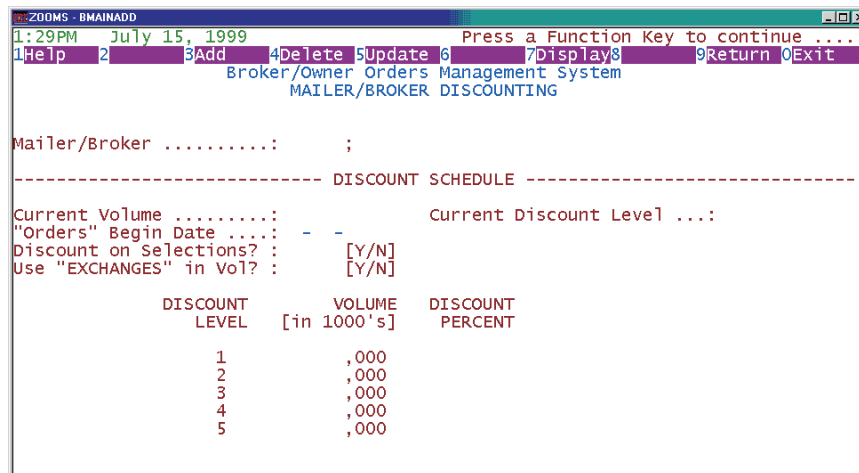 ZOOMS - BMAINADD
1:29PM July 15, 1999 Press a Function Key to continue ....
1Help 2 3Add 4Delete 5Update 6 7Display8 9Return 0Exit
Broker/Owner Orders Management System
MAILER/BROKER DISCOUNTING
Mailer/Broker ..........: ;
----------------------------- DISCOUNT SCHEDULE -------------------------------
Current Volume .........: Current Discount Level ...:
"Orders" Begin Date ....: - -
Discount on Selections? : [Y/N]
Use "EXCHANGES" in Vol? : [Y/N]
DISCOUNT VOLUME DISCOUNT
LEVEL [in 1000's] PERCENT
1 ,000
2 ,000
3 ,000
4 ,000
5 ,000